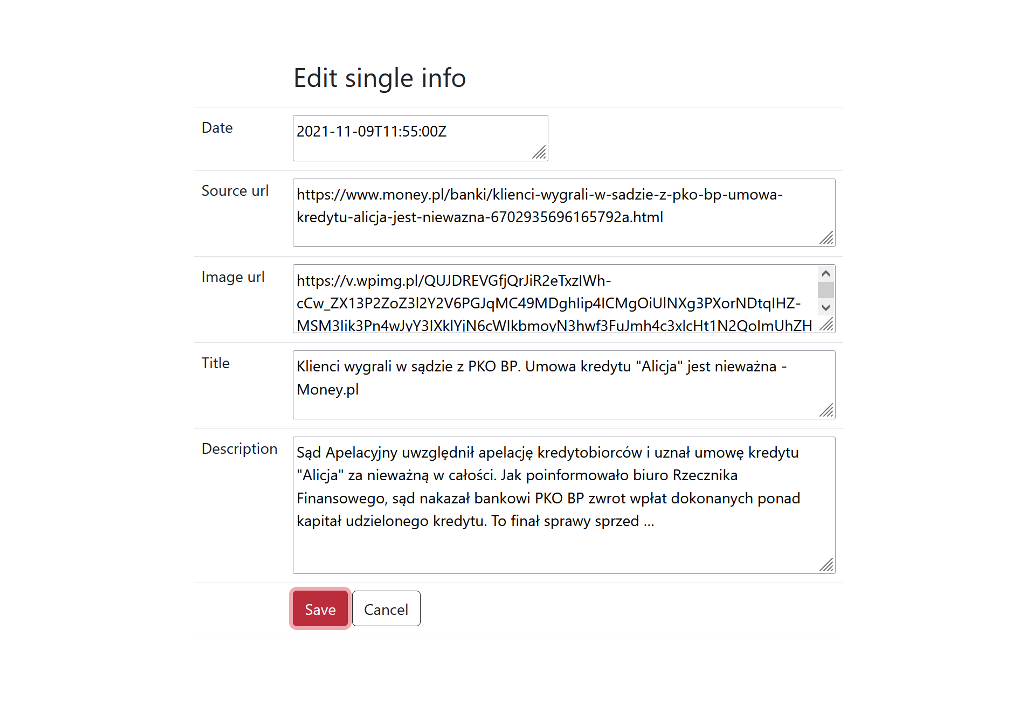 Edit single info
Date
2021-11-09T11:55:00Z
Source url
https://www.money.pl/banki/klienci-wygrali-w-sadzie-z-pko-bp-umowa-
kredytu-alicja-jest-niewazna-6702935696165792a.html
Image url
https://v.wpimg.pl/QUJDREVGfjQrJiR2eTxzIWh-
cCw_ZX13P2ZoZ3l2Y2V6PGJqMC49MDghIip4ICMgOiUlNXg3PXorNDtqIHZ-
Title
Klienci wygrali w sądzie z PKO BP. Umowa kredytu "Alicja" jest nieważna -
Money.pl
Description
Sąd Apelacyjny uwzględnił apelację kredytobiorców i uznał umowę kredytu
"Alicja" za nieważną w całości. Jak poinformowało biuro Rzecznika
Finansowego, sąd nakazał bankowi PKO BP zwrot wpłat dokonanych ponad
kapitał udzielonego kredytu. To finał sprawy sprzed ...
Save
Cancel